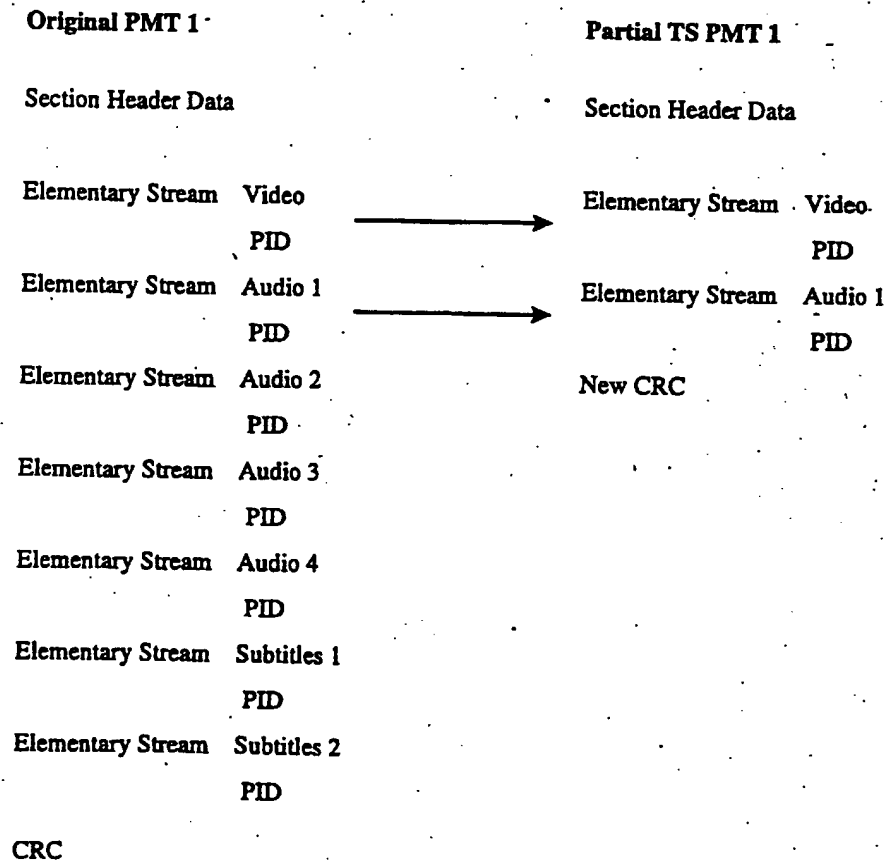 Original PMT 1
Section Header Data
Elementary Stream Video
PID
Elementary Stream Audio 1
PID
Elementary Stream Audio 2
PID
Elementary Stream Audio 3
PID
Elementary Stream Audio 4
PID
Elementary Stream Subtitles 1
PID
Elementary Stream Subtitles 2
PID
CRC
Partial TS PMT 1
Section Header Data
Elementary Stream Video
PID
Elementary Stream Audio 1
PID
New CRC